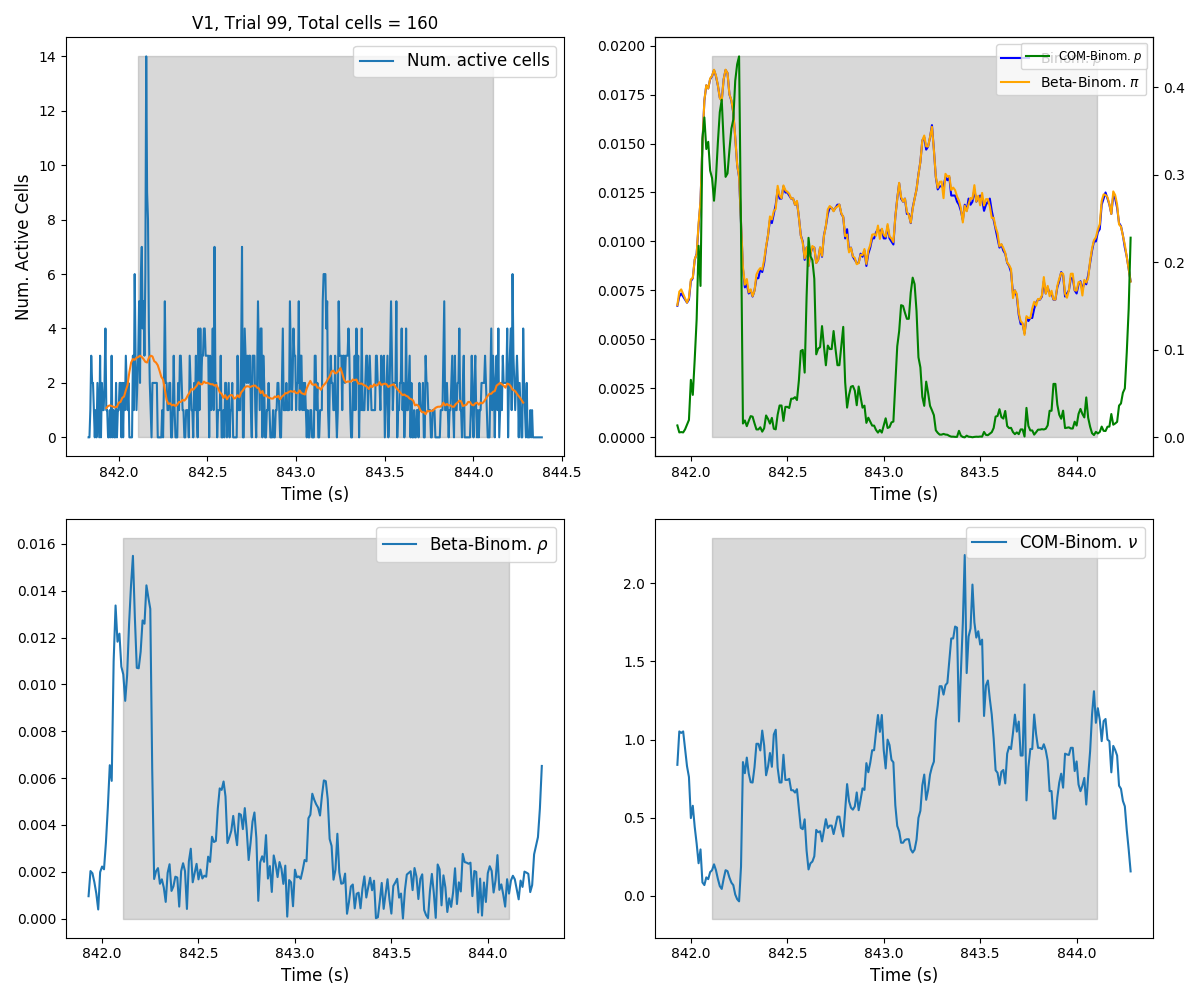 V1, Trial 99, Total cells = 160
Num. active cells
Num. Active Cells
14
12
10
8
6
4
2
0
842.0 842.5 843.0 843.5 844.0 844.5
Time (s)
COM-Binom. p
Beta-Binom. π
0.0200
0.0175
0.0150
0.0125
0.0100
0.0075
0.0050
0.0025
0.0000
0.4
0.3
0.2
0.1
0.0
842.0 842.5 843.0 843.5 844.0
Time (s)
Beta-Binom. ρ
0.016
0.014
0.012
0.010
0.008
0.006
0.004
0.002
0.000
842.0 842.5 843.0 843.5 844.0
Time (s)
COM-Binom. ν
2.0
1.5
1.0
0.5
0.0
842.0 842.5 843.0 843.5 844.0
Time (s)